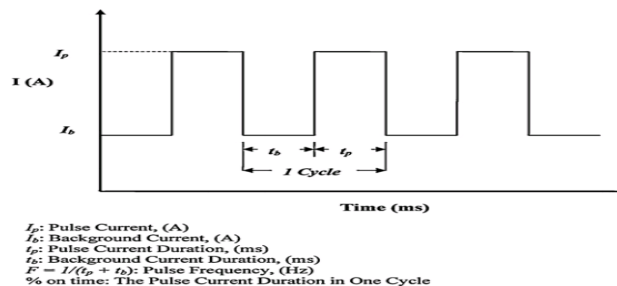 Ip
I (A)
Ib
tb
tp
1 Cycle
Time (ms)
Ip: Pulse Current, (A)
Ib: Background Current, (A)
tp: Pulse Current Duration, (ms)
tb: Background Current Duration, (ms)
F = 1/(tp + tb): Pulse Frequency, (Hz)
% on time: The Pulse Current Duration in One Cycle